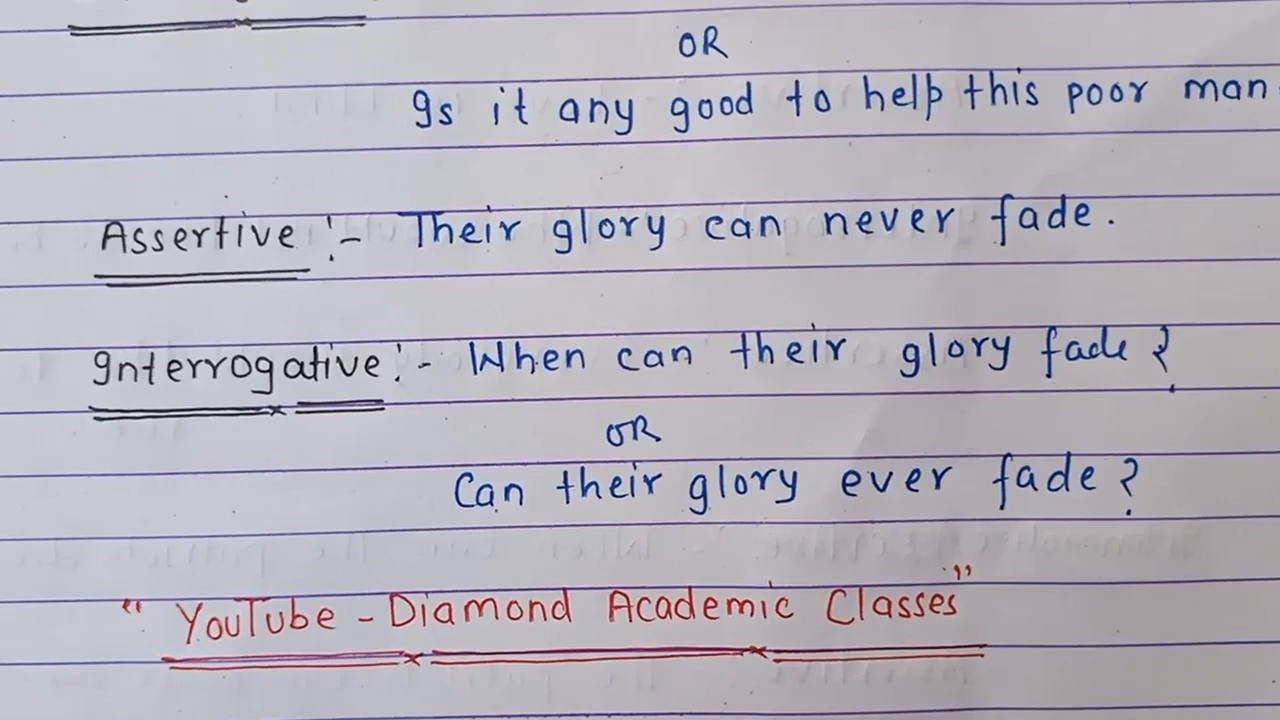 OR
Is it any good to help this poor man
Assertive :- Their glory can never fade.
Interrogative :- When can their glory fade?
OR
Can their glory ever fade?
"YouTube - Diamond Academic Classes"